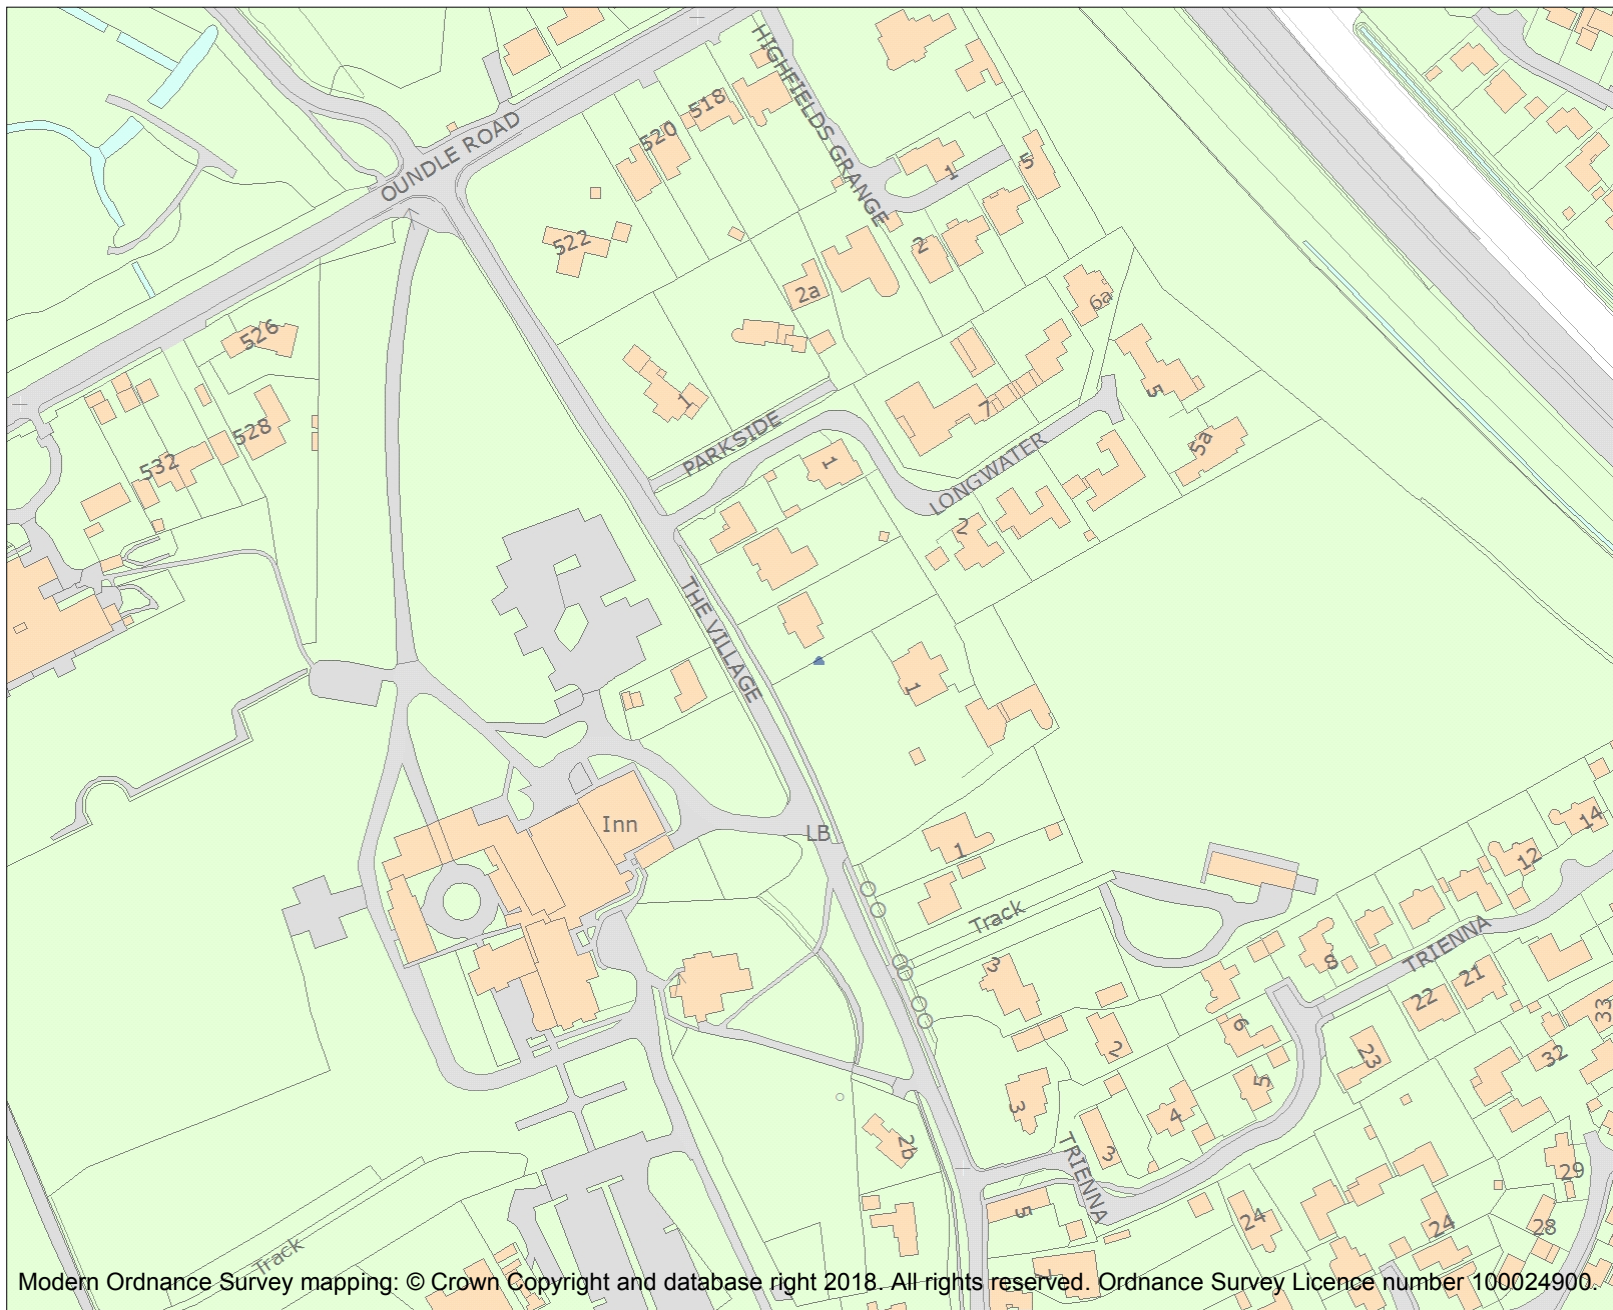 HIGHFIELDS GRANGE
518
OUNDLE ROAD
520
1
5
522
2
2a
6a
526
1
7
5
528
PARKSIDE
5a
532
1
LONGWATER
2
THE VILLAGE
1
Inn
LB
14
1
12
Track
TRIENNA
3
8
21
22
33
6
2
23
32
5
3
4
2b
TRIENNA
3
29
5
24
24
28
Track
Modern Ordnance Survey mapping: © Crown Copyright and database right 2018. All rights reserved. Ordnance Survey Licence number 100024900.